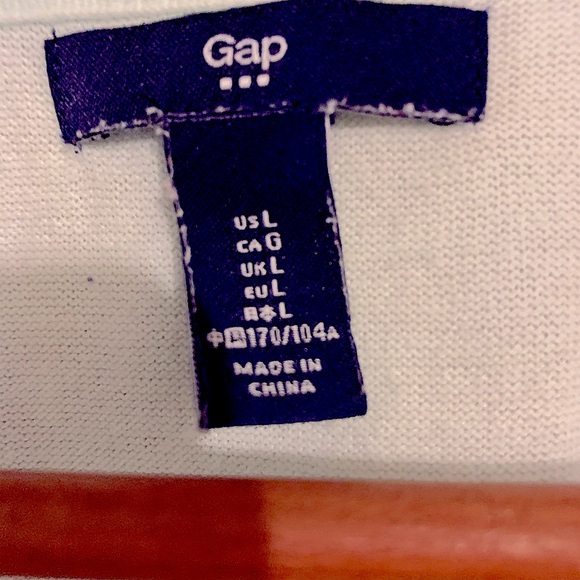 Gap
US L
CA G
UK L
EU L
日本 L
中国 170/104A
MADE IN
CHINA